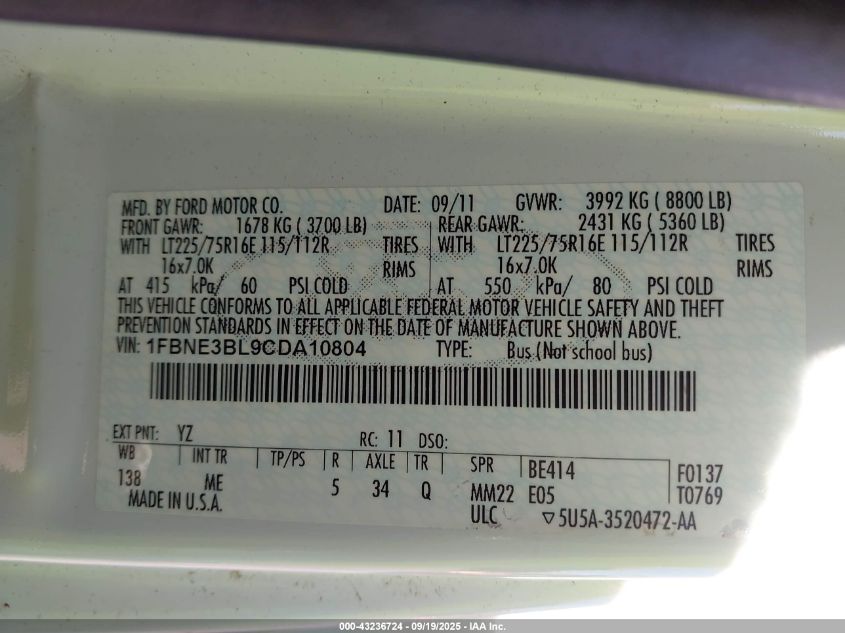 MFD. BY FORD MOTOR CO. DATE: 09/11 GVWR: 3992 KG ( 8800 LB)
FRONT GAWR: 1678 KG ( 3700 LB) REAR GAWR: 2431 KG ( 5360 LB)
WITH LT225/75R16E 115/112R TIRES WITH LT225/75R16E 115/112R TIRES
16x7.0K RIMS 16x7.0K RIMS
AT 415 kPa/ 60 PSI COLD AT 550 kPa/ 80 PSI COLD
THIS VEHICLE CONFORMS TO ALL APPLICABLE FEDERAL MOTOR VEHICLE SAFETY AND THEFT
PREVENTION STANDARDS IN EFFECT ON THE DATE OF MANUFACTURE SHOWN ABOVE.
VIN: 1FBNE3BL9CDA10804 TYPE: Bus (Not school bus)
EXT PNT: YZ RC: 11 DSO:
WB INT TR TP/PS R AXLE TR SPR BE414 F0137
138 ME 5 34 Q MM22 E05 T0769
MADE IN U.S.A. ULC ▽5U5A-3520472-AA
000-43236724 - 09/19/2025 - IAA Inc.